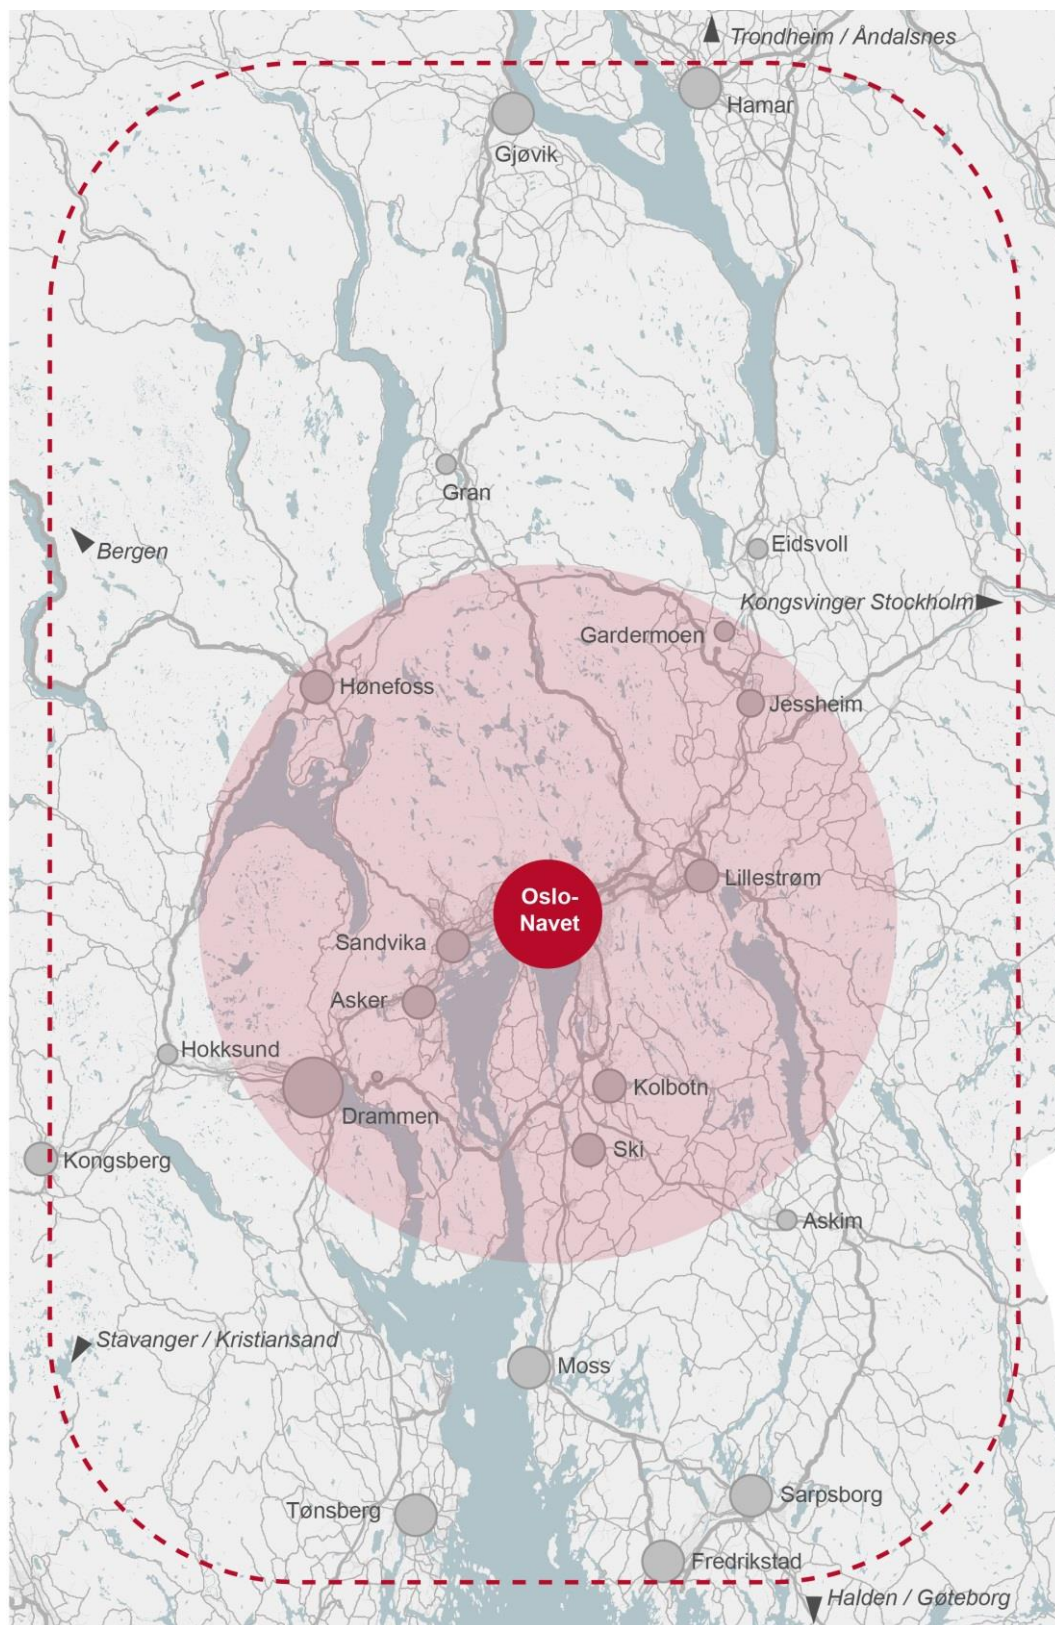 Trondheim / Åndalsnes
Hamar
Gjøvik
Gran
Bergen
Eidsvoll
Kongsvinger Stockholm
Gardermoen
Hønefoss
Jessheim
Lillestrøm
Oslo-
Navet
Sandvika
Asker
Hokksund
Kolbotn
Drammen
Ski
Kongsberg
Askim
Stavanger / Kristiansand
Moss
Sarpsborg
Tønsberg
Fredrikstad
Halden / Gøteborg